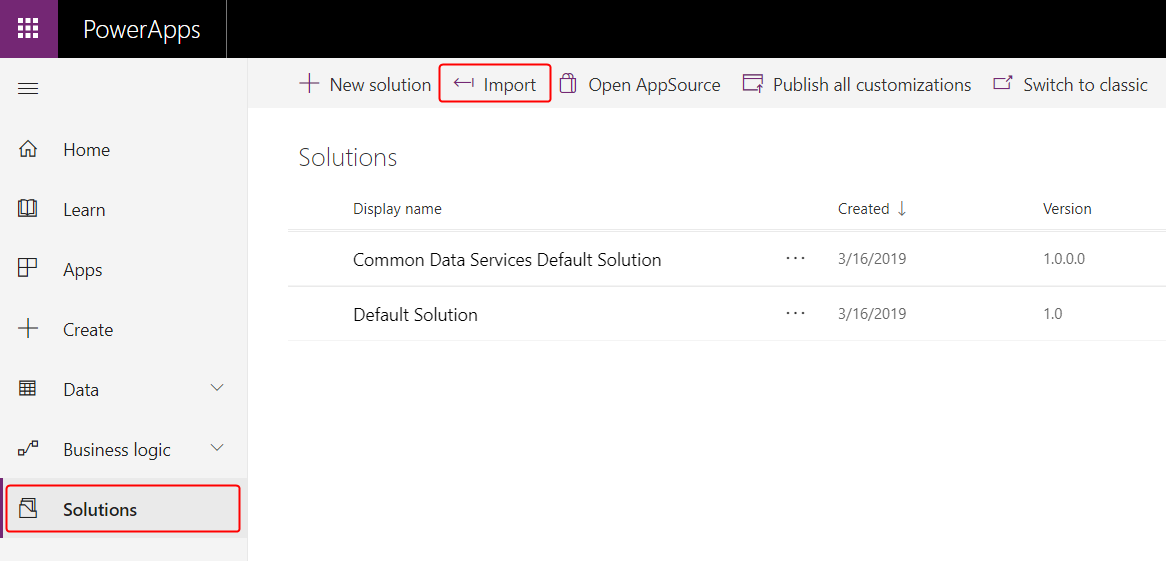 PowerApps
New solution Import Open AppSource Publish all customizations Switch to classic
Home
Learn
Apps
Create
Data
Business logic
Solutions
Solutions
Display name Created Version
Common Data Services Default Solution 3/16/2019 1.0.0.0
Default Solution 3/16/2019 1.0